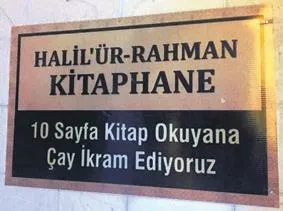 HALİL'ÜR-RAHMAN
KİTAPHANE
10 Sayfa Kitap Okuyana
Çay İkram Ediyoruz